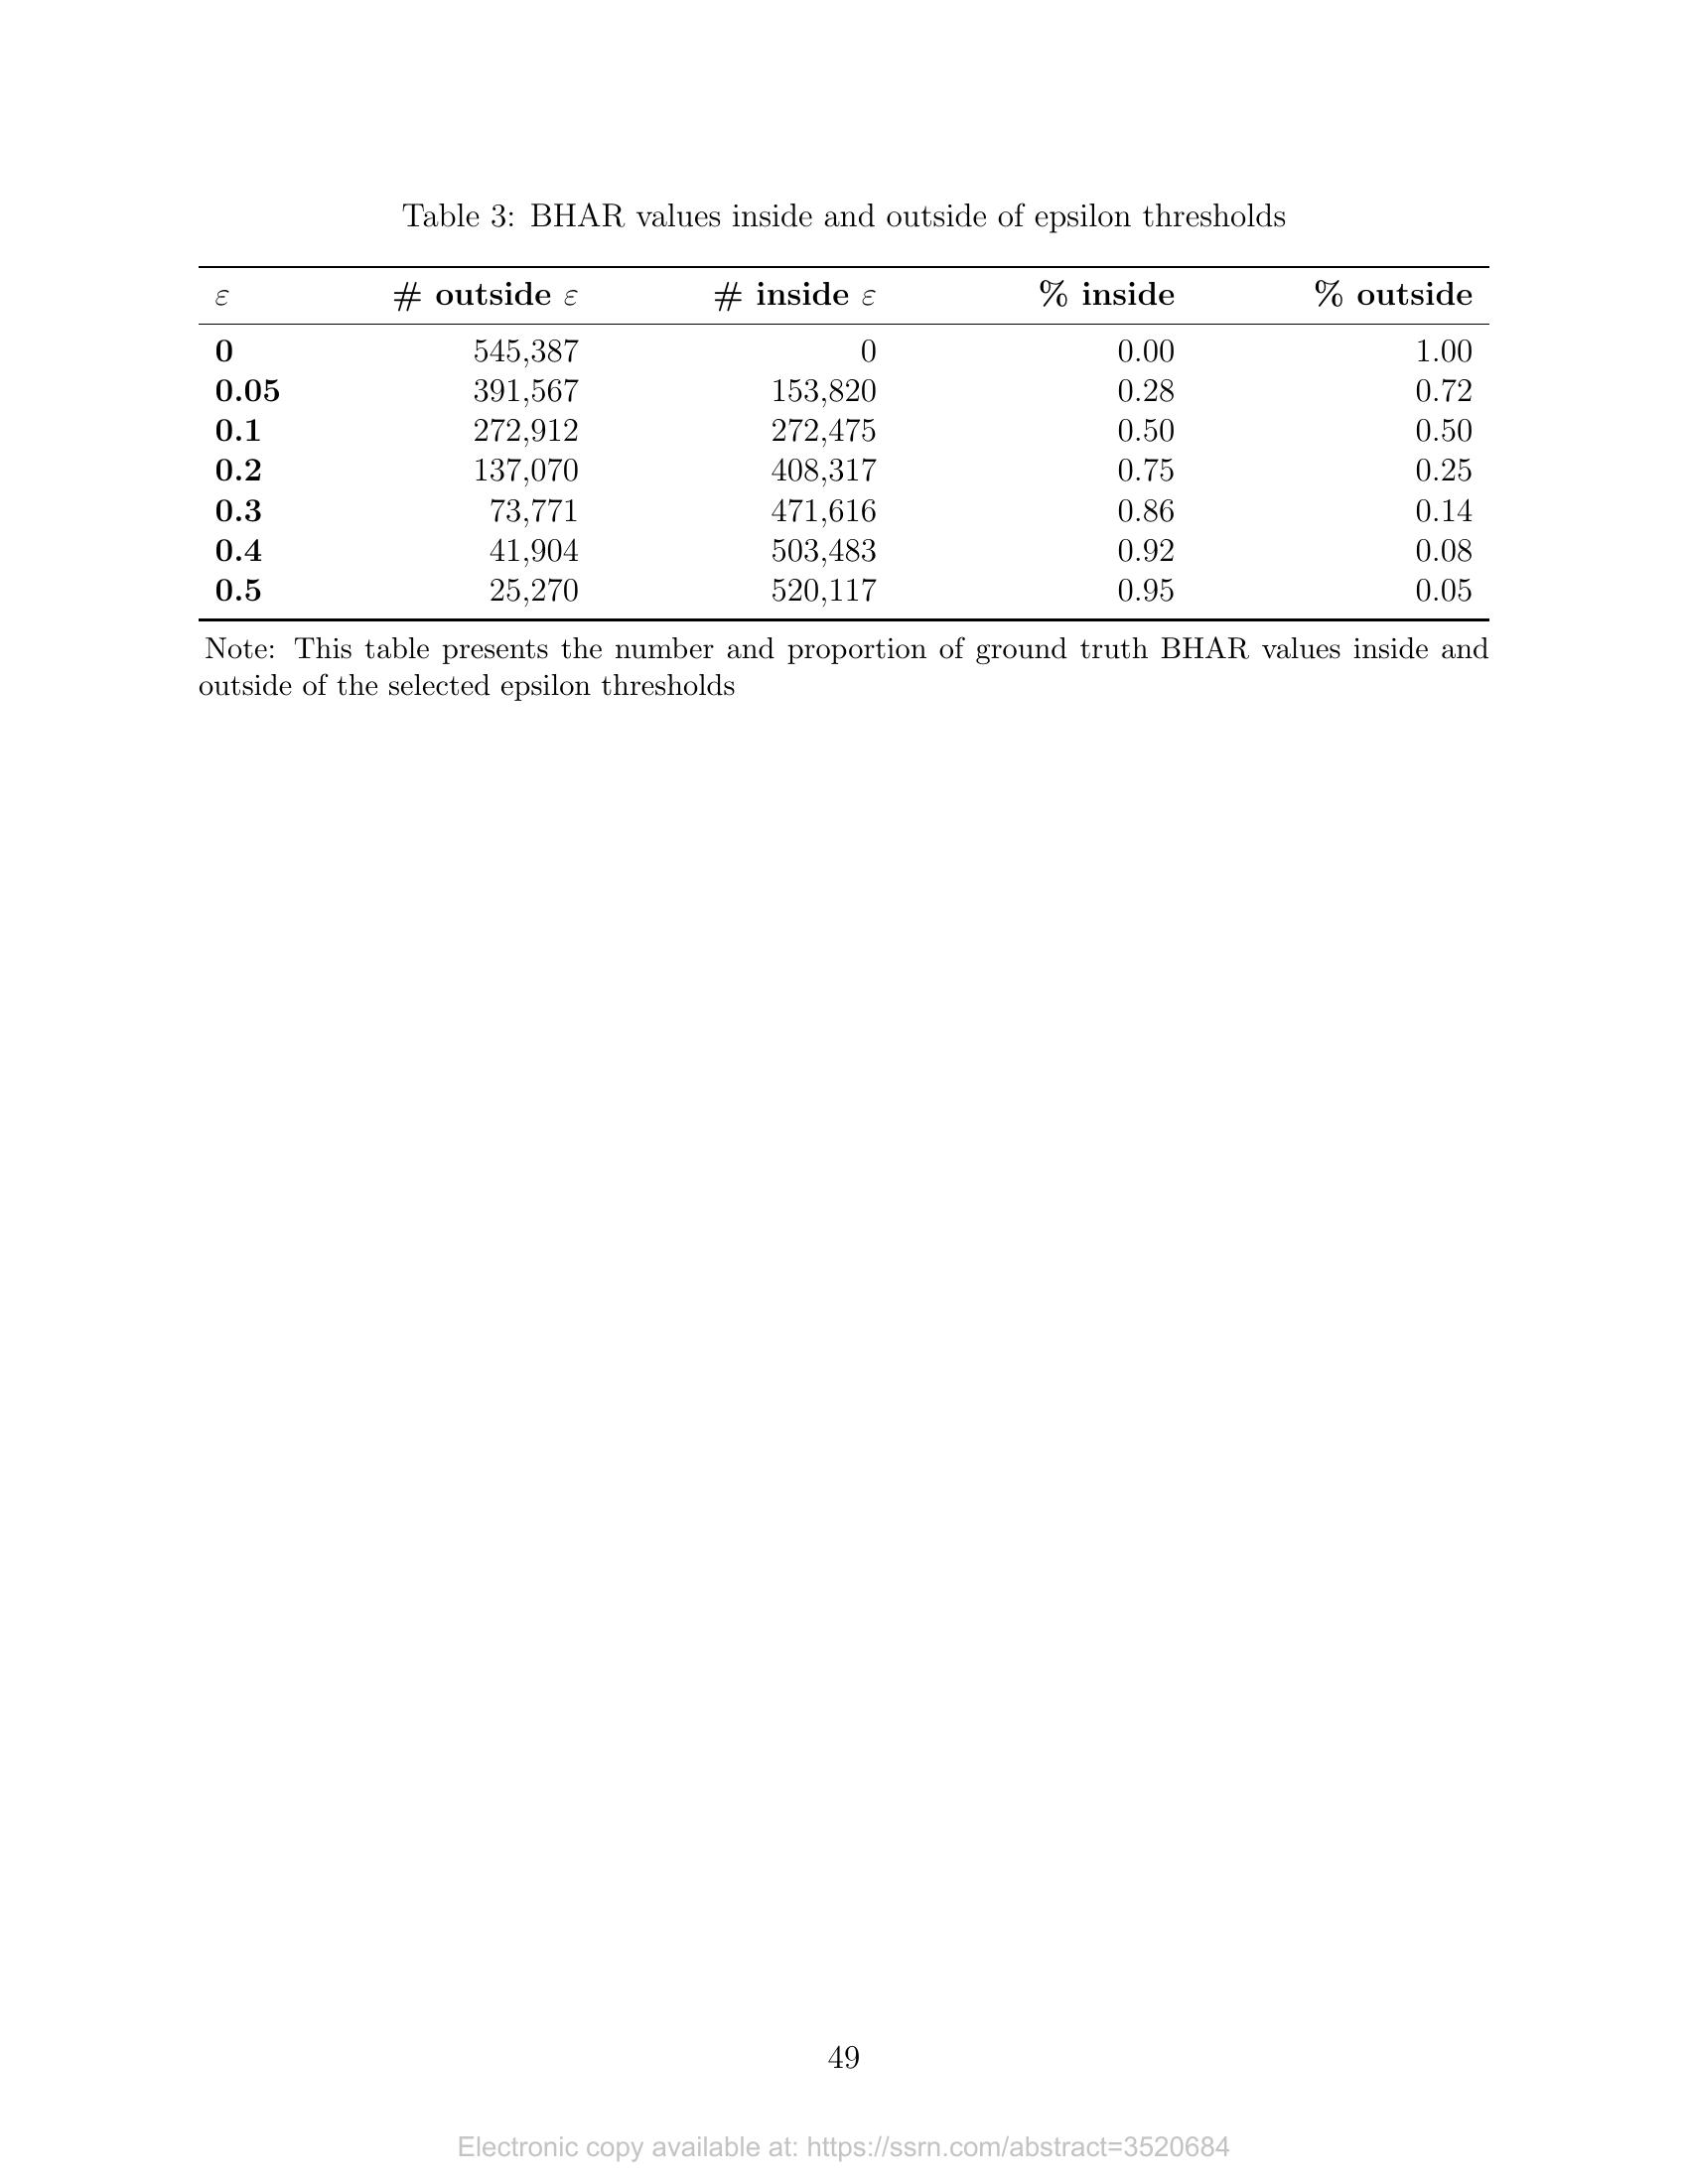 Table 3: BHAR values inside and outside of epsilon thresholds
ε # outside ε # inside ε % inside % outside
0 545,387 0 0.00 1.00
0.05 391,567 153,820 0.28 0.72
0.1 272,912 272,475 0.50 0.50
0.2 137,070 408,317 0.75 0.25
0.3 73,771 471,616 0.86 0.14
0.4 41,904 503,483 0.92 0.08
0.5 25,270 520,117 0.95 0.05
Note: This table presents the number and proportion of ground truth BHAR values inside and
outside of the selected epsilon thresholds
49
Electronic copy available at: https://ssrn.com/abstract=3520684